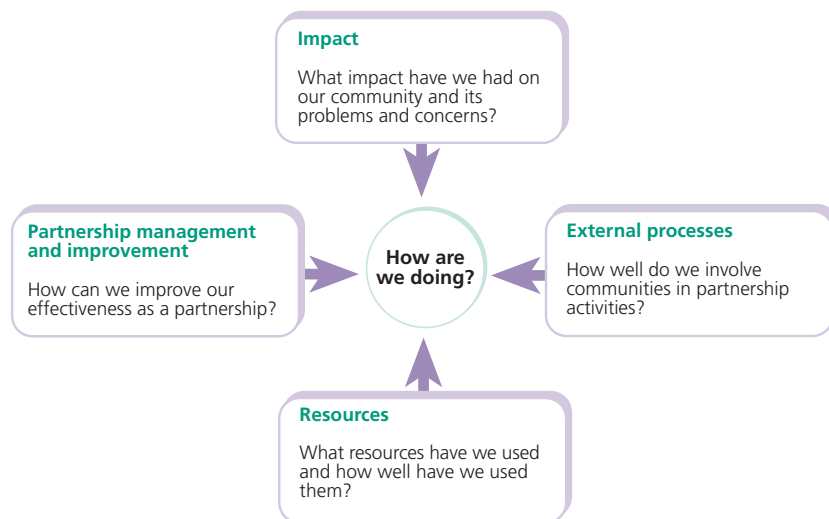 Impact
What impact have we had on
our community and its
problems and concerns?
Partnership management
and improvement
How can we improve our
effectiveness as a partnership?
How are
we doing?
External processes
How well do we involve
communities in partnership
activities?
Resources
What resources have we used
and how well have we used
them?